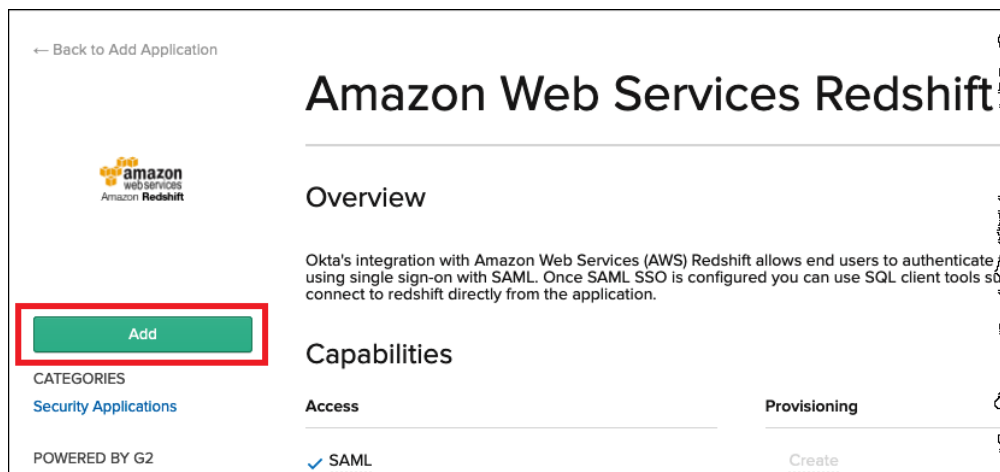 ← Back to Add Application
Amazon Web Services Redshift
amazon
web services
Amazon Redshift
Overview
Okta's integration with Amazon Web Services (AWS) Redshift allows end users to authenticate
using single sign-on with SAML. Once SAML SSO is configured you can use SQL client tools
connect to redshift directly from the application.
Add
Capabilities
CATEGORIES
Security Applications
Access
Provisioning
POWERED BY G2
SAML
Create